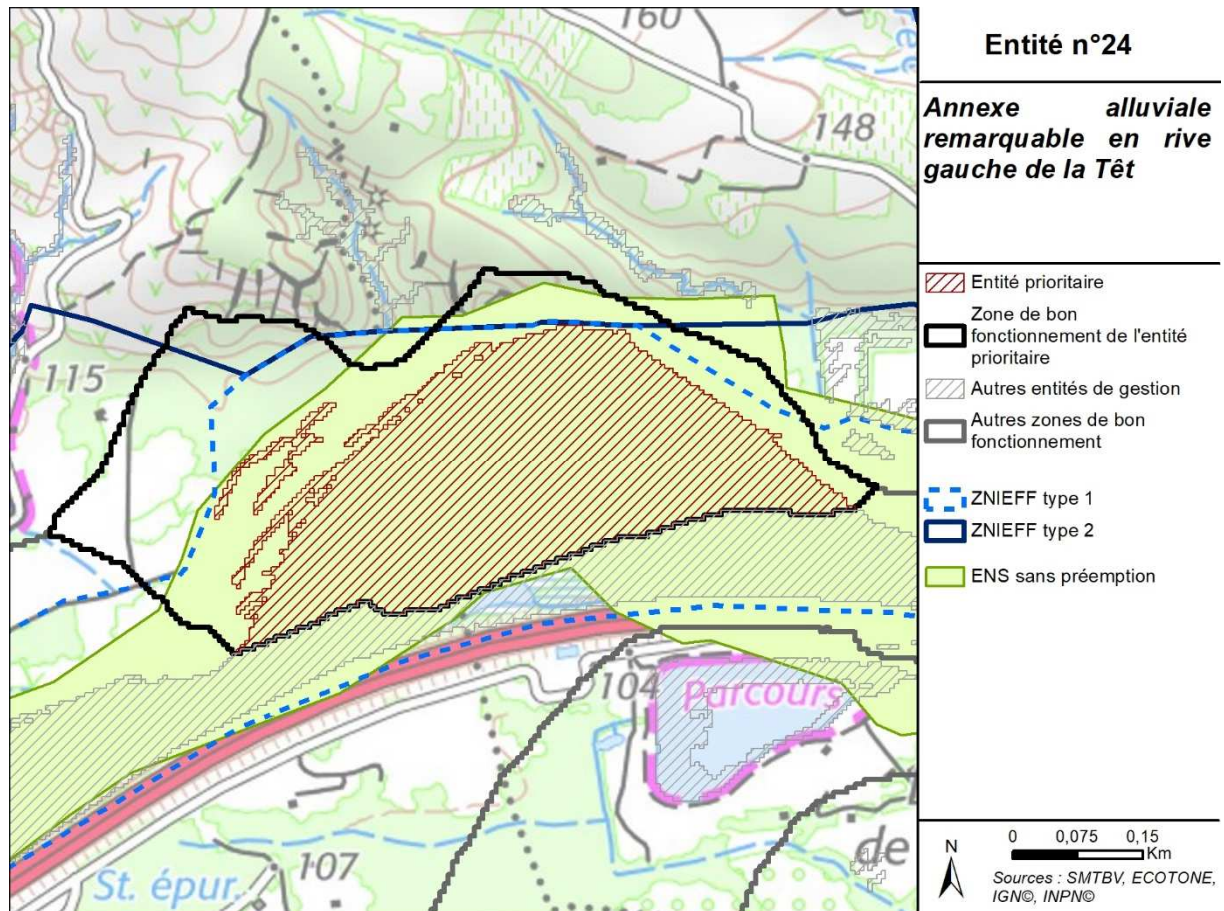 160
148
115
104
Parcours
de
107
St. épur.
Entité n°24
Annexe alluviale
remarquable en rive
gauche de la Têt
Entité prioritaire
Zone de bon
fonctionnement de l'entité
prioritaire
Autres entités de gestion
Autres zones de bon
fonctionnement
ZNIEFF type 1
ZNIEFF type 2
ENS sans préemption
N
0 0,075 0,15
Km
Sources : SMTBV, ECOTONE,
IGN©, INPN©